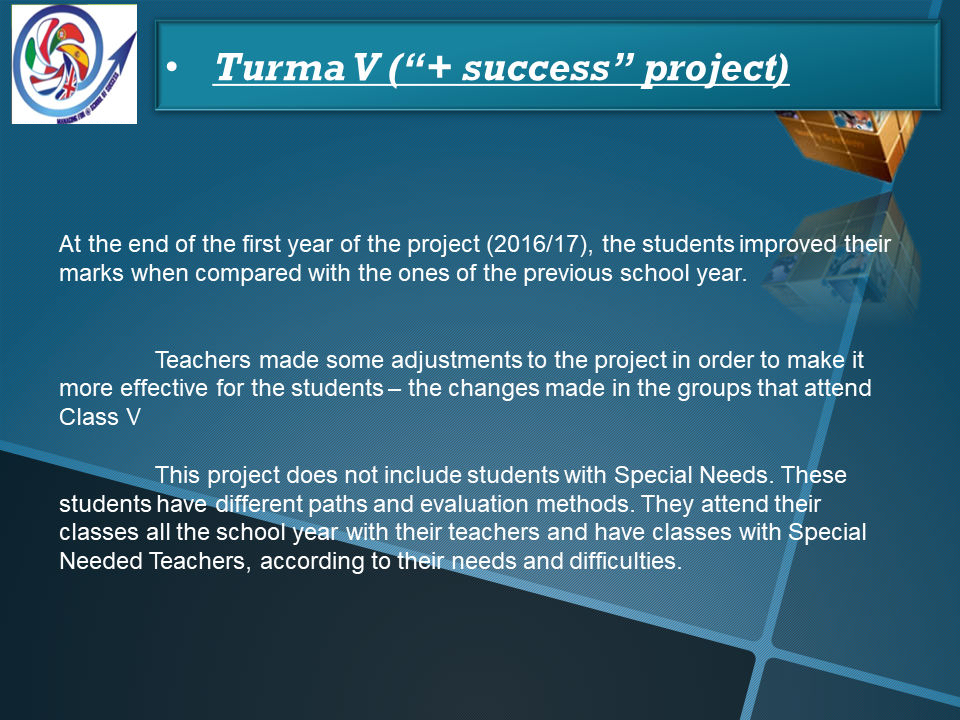 • Turma V (“+ success” project)
At the end of the first year of the project (2016/17), the students improved their
marks when compared with the ones of the previous school year.
Teachers made some adjustments to the project in order to make it
more effective for the students – the changes made in the groups that attend
Class V
This project does not include students with Special Needs. These
students have different paths and evaluation methods. They attend their
classes all the school year with their teachers and have classes with Special
Needed Teachers, according to their needs and difficulties.
MANAGING FOR @ SCHOOL OF SUCCESS